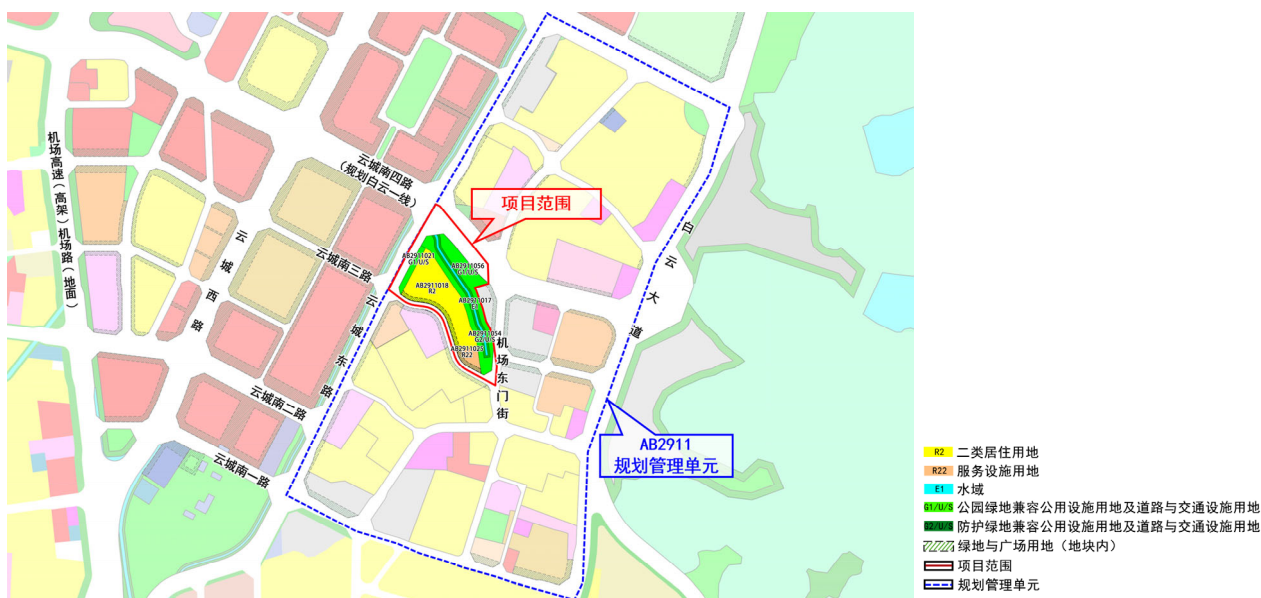 机场高速(高架)机场路(地面)
云城西路
云城南四路
(规划白云一线)
项目范围
云城南三路
AB2911021
G1/U/S
AB2911056
G1/U/S
AB2911018
R2
AB2911017
E1
AB2911054
G2/U/S
AB2911025
R22
白云大道
云城东路
机场东门街
云城南二路
云城南一路
AB2911
规划管理单元
R2 二类居住用地
R22 服务设施用地
E1 水域
G1/U/S 公园绿地兼容公用设施用地及道路与交通设施用地
G2/U/S 防护绿地兼容公用设施用地及道路与交通设施用地
绿地与广场用地(地块内)
项目范围
规划管理单元